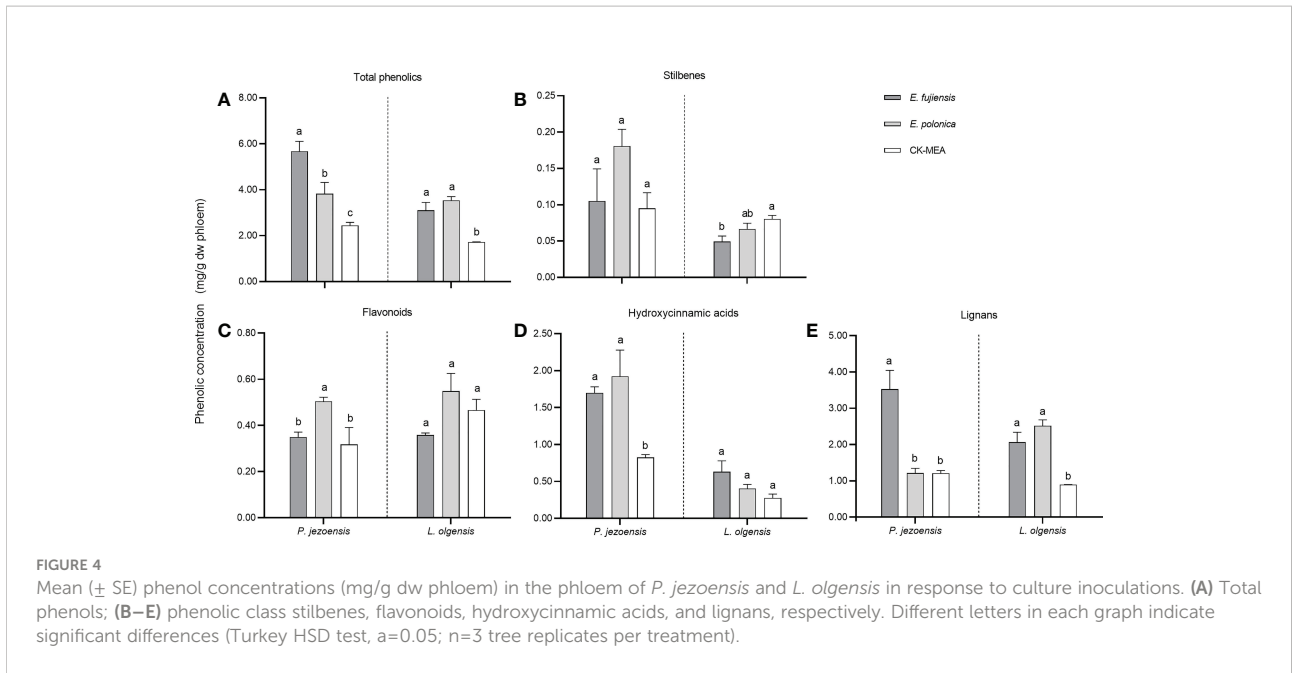 A
Total phenolics
8.00
6.00
4.00
2.00
0.00
a
b
c
a
a
b
B
Stilbenes
0.25
0.20
0.15
0.10
0.05
0.00
a
a
a
b
ab
a
E. fujiensis
E. polonica
CK-MEA
Phenolic concentration (mg/g dw phloem)
C
Flavonoids
0.80
0.60
0.40
0.20
0.00
b
a
b
a
a
a
P. jezoensis
L. olgensis
D
Hydroxycinnamic acids
2.50
2.00
1.50
1.00
0.50
0.00
a
a
b
a
a
a
P. jezoensis
L. olgensis
E
Lignans
5.00
4.00
3.00
2.00
1.00
0.00
a
b
b
a
a
b
P. jezoensis
L. olgensis
FIGURE 4
Mean (± SE) phenol concentrations (mg/g dw phloem) in the phloem of P. jezoensis and L. olgensis in response to culture inoculations. (A) Total
phenols; (B–E) phenolic class stilbenes, flavonoids, hydroxycinnamic acids, and lignans, respectively. Different letters in each graph indicate
significant differences (Turkey HSD test, a=0.05; n=3 tree replicates per treatment).